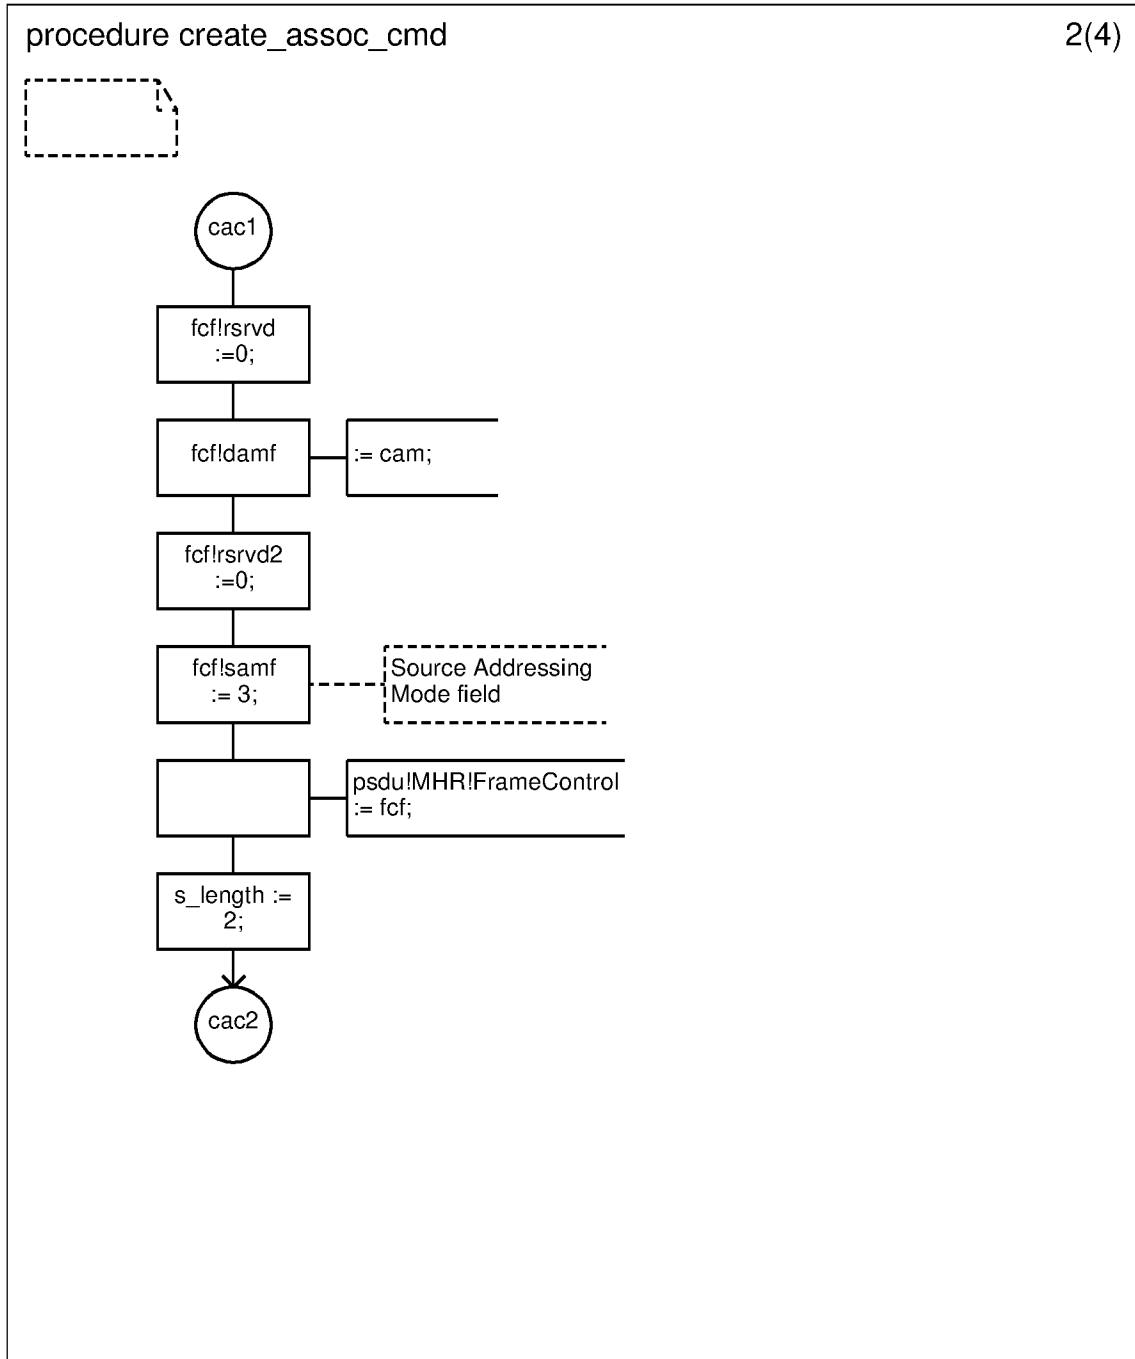 procedure create_assoc_cmd
2(4)
cac1
fcf!rsrvd
:=0;
fcf!damf
:= cam;
fcf!rsrvd2
:=0;
fcf!samf
:= 3;
Source Addressing
Mode field
psdu!MHR!FrameControl
:= fcf;
s_length :=
2;
cac2